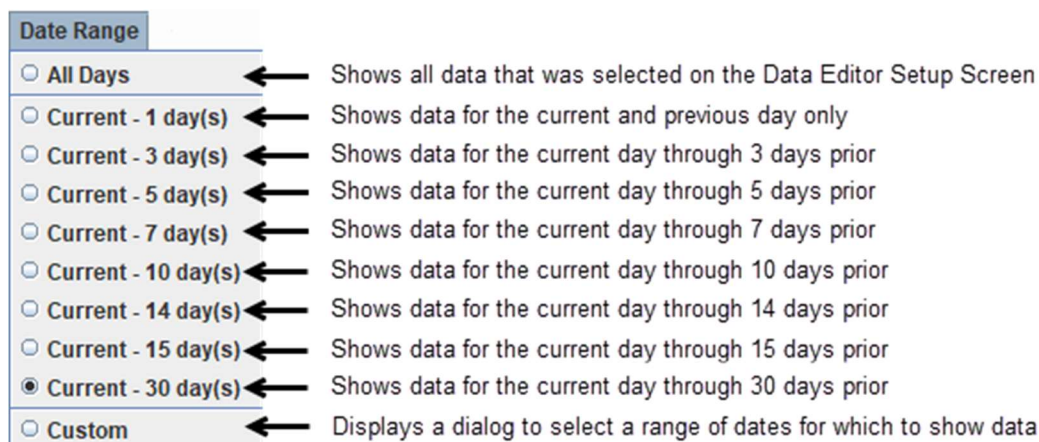 Date Range
All Days Shows all data that was selected on the Data Editor Setup Screen
Current - 1 day(s) Shows data for the current and previous day only
Current - 3 day(s) Shows data for the current day through 3 days prior
Current - 5 day(s) Shows data for the current day through 5 days prior
Current - 7 day(s) Shows data for the current day through 7 days prior
Current - 10 day(s) Shows data for the current day through 10 days prior
Current - 14 day(s) Shows data for the current day through 14 days prior
Current - 15 day(s) Shows data for the current day through 15 days prior
Current - 30 day(s) Shows data for the current day through 30 days prior
Custom Displays a dialog to select a range of dates for which to show data